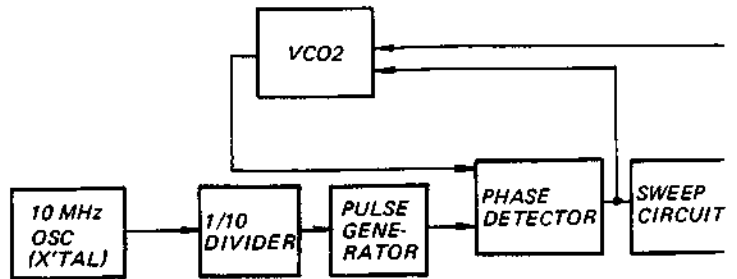 VCO2
10 MHz
OSC
(X'TAL)
1/10
DIVIDER
PULSE
GENE-
RATOR
PHASE
DETECTOR
SWEEP
CIRCUIT